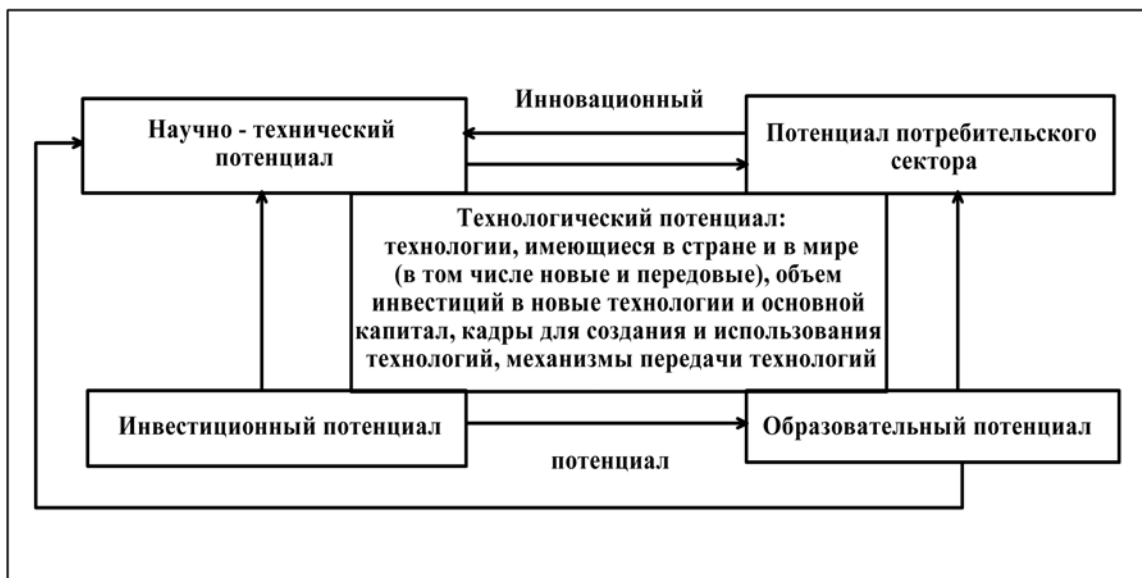 Инновационный
Научно - технический
потенциал
Потенциал потребительского
сектора
Технологический потенциал:
технологии, имеющиеся в стране и в мире
(в том числе новые и передовые), объем
инвестиций в новые технологии и основной
капитал, кадры для создания и использования
технологий, механизмы передачи технологий
Инвестиционный потенциал
Образовательный потенциал
потенциал